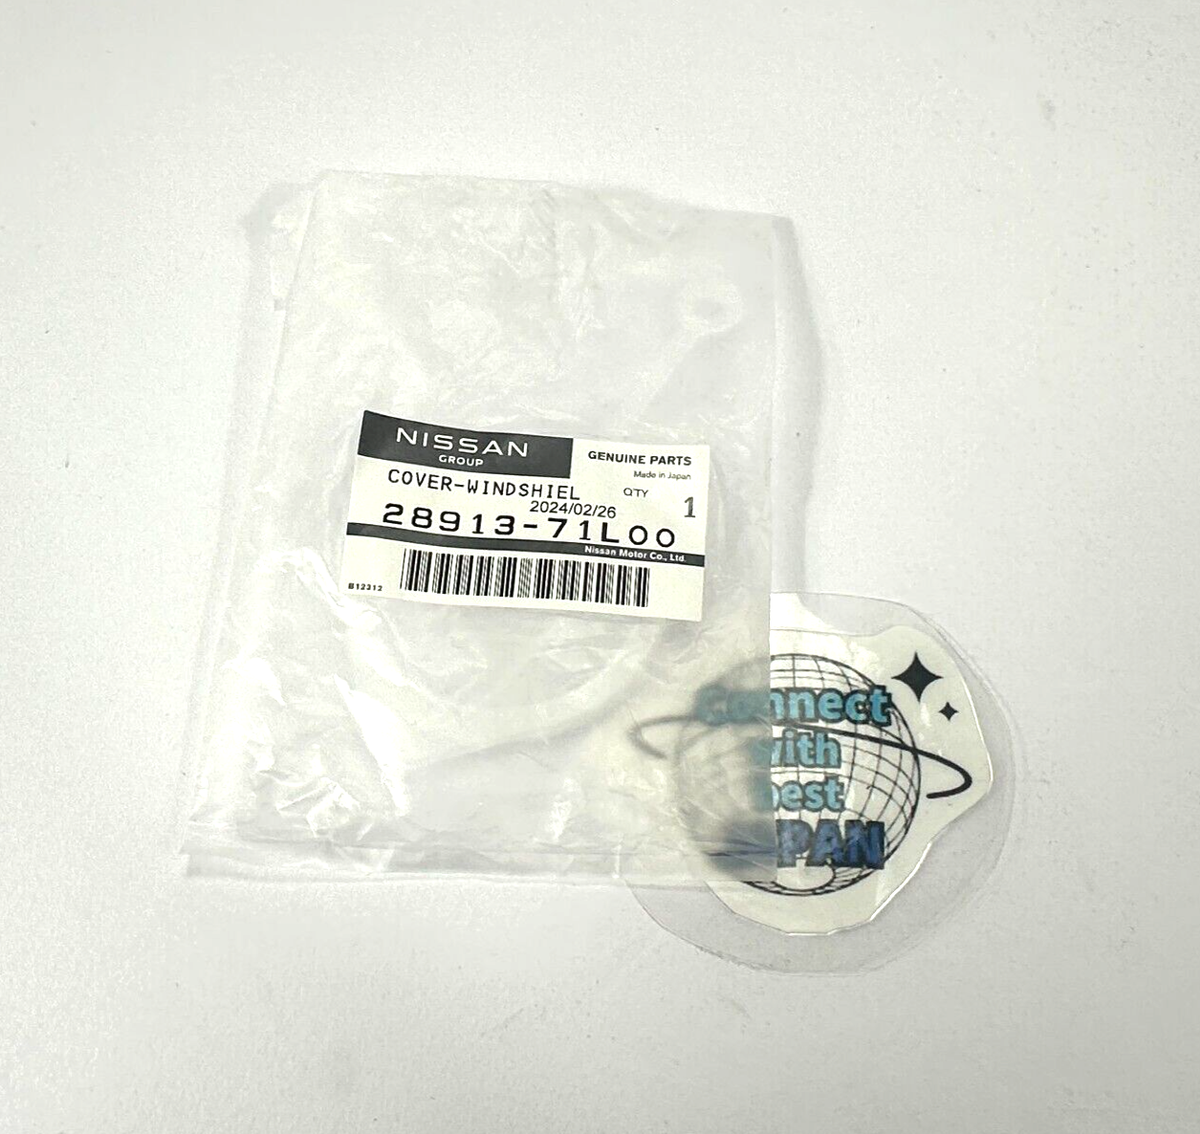 NISSAN
GROUP
GENUINE PARTS
Made in Japan
COVER-WINDSHIEL
QTY 1
2024/02/26
28913-71L00
Nissan Motor Co., Ltd.
B12312
Connect
with
best
JAPAN